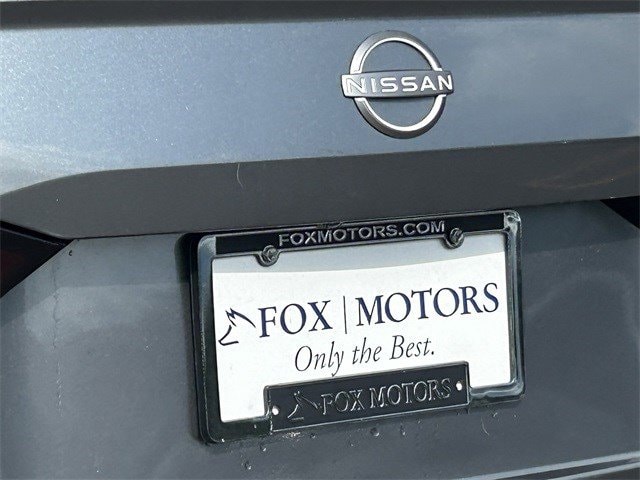 NISSAN
FOXMOTORS.COM
FOX | MOTORS
Only the Best.
FOX MOTORS